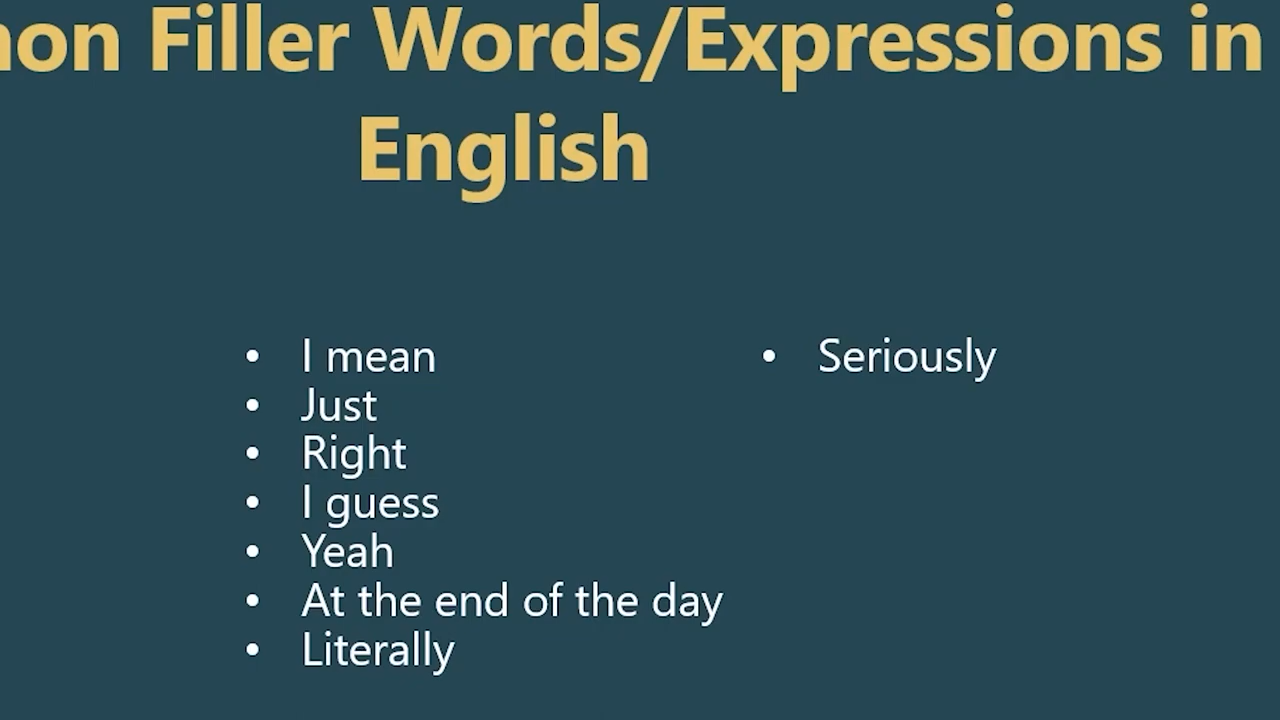 Filler Words/Expressions in
English
• I mean
• Just
• Right
• I guess
• Yeah
• At the end of the day
• Literally
• Seriously